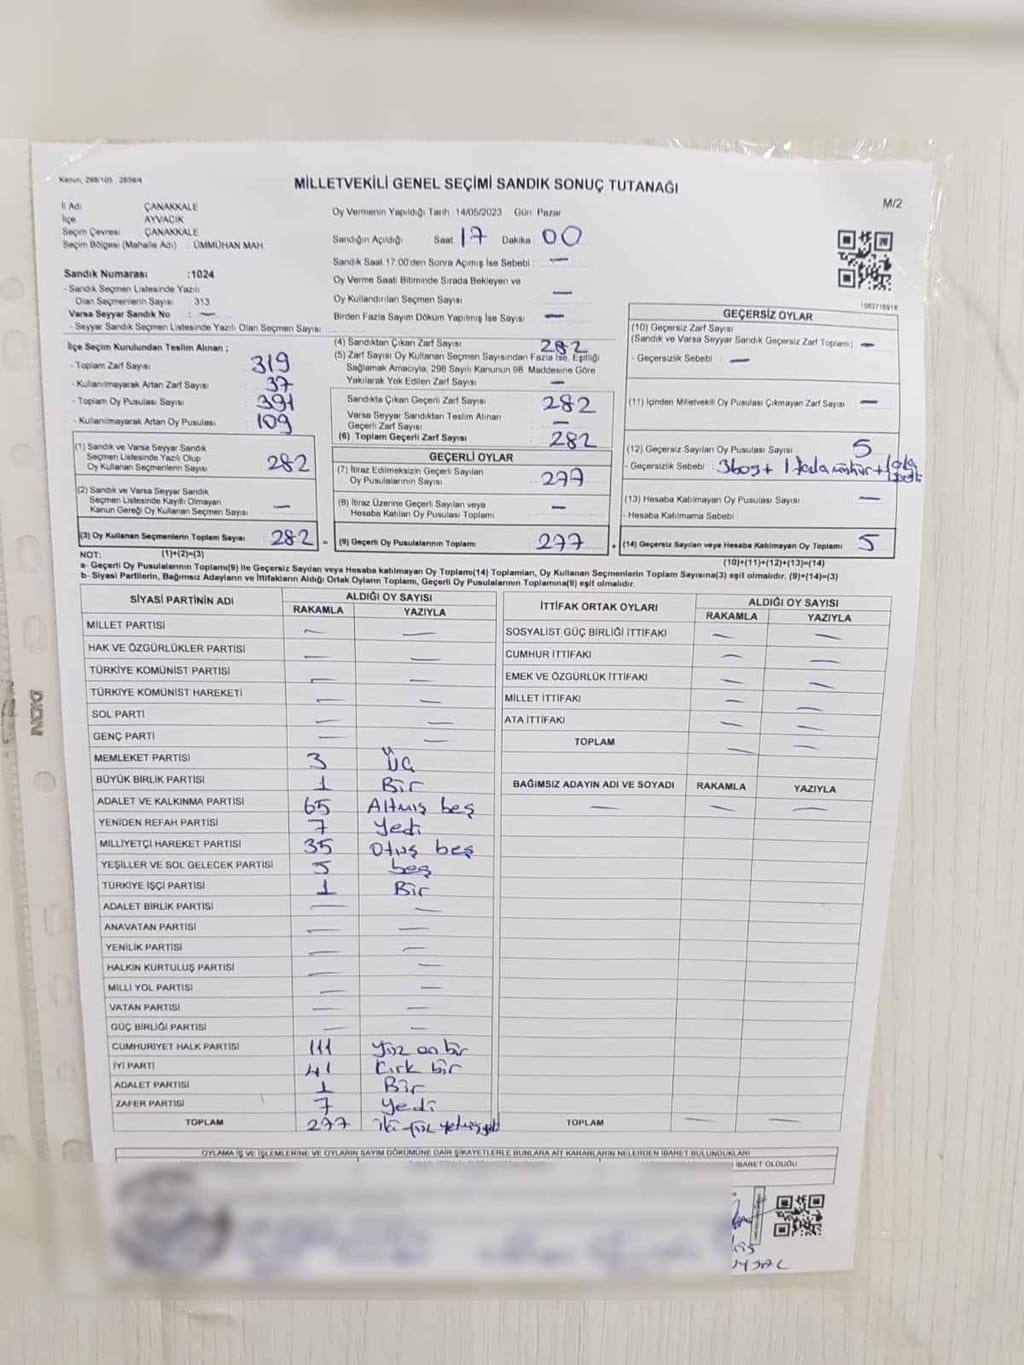 Kanun; 298/105 , 2839/4
MİLLETVEKİLİ GENEL SEÇİMİ SANDIK SONUÇ TUTANAĞI
M/2
İl Adı : ÇANAKKALE
İlçe : AYVACIK
Seçim Çevresi : ÇANAKKALE
Seçim Bölgesi (Mahalle Adı) : ÜMMÜHAN MAH
Sandık Numarası :1024
- Sandık Seçmen Listesinde Yazılı
Olan Seçmenlerin Sayısı : 313
Varsa Seyyar Sandık No : —
- Seyyar Sandık Seçmen Listesinde Yazılı Olan Seçmen Sayısı :
Oy Vermenin Yapıldığı Tarih :14/05/2023 Gün: Pazar
Sandığın Açıldığı Saat: 17 Dakika: 00
Sandık Saat 17:00'den Sonra Açımış İse Sebebi : —
Oy Verme Saati Bitiminde Sırada Bekleyen ve
Oy Kullandırılan Seçmen Sayısı : —
Birden Fazla Sayım Döküm Yapılmış İse Sayısı : —
1083716918
İlçe Seçim Kurulundan Teslim Alınan ;
- Toplam Zarf Sayısı : 319
- Kullanılmayarak Artan Zarf Sayısı : 37
- Toplam Oy Pusulası Sayısı : 391
- Kullanılmayarak Artan Oy Pusulası : 109
(1) Sandık ve Varsa Seyyar Sandık
Seçmen Listesinde Yazılı Olup
Oy Kullanan Seçmenlerin Sayısı : 282
(2) Sandık ve Varsa Seyyar Sandık
Seçmen Listesinde Kayıtlı Olmayan
Kanun Gereği Oy Kullanan Seçmen Sayısı : —
(3) Oy Kullanan Seçmenlerin Toplam Sayısı : 282 =
(4) Sandıktan Çıkan Zarf Sayısı : 282
(5) Zarf Sayısı Oy Kullanan Seçmen Sayısından Fazla İse, Eşitliği
Sağlamak Amacıyla, 298 Sayılı Kanunun 98. Maddesine Göre
Yakılarak Yok Edilen Zarf Sayısı : —
Sandıkta Çıkan Geçerli Zarf Sayısı : 282
Varsa Seyyar Sandıktan Teslim Alınan
Geçerli Zarf Sayısı : —
(6) Toplam Geçerli Zarf Sayısı : 282
GEÇERLİ OYLAR
(7) İtiraz Edilmeksizin Geçerli Sayılan
Oy Pusulalarının Sayısı : 277
(8) İtiraz Üzerine Geçerli Sayılan veya
Hesaba Katılan Oy Pusulası Toplamı : —
(9) Geçerli Oy Pusulalarının Toplamı : 277 +
GEÇERSİZ OYLAR
(10) Geçersiz Zarf Sayısı
(Sandık ve Varsa Seyyar Sandık Geçersiz Zarf Toplamı) : —
- Geçersizlik Sebebi : —
(11) İçinden Milletvekili Oy Pusulası Çıkmayan Zarf Sayısı : —
(12) Geçersiz Sayılan Oy Pusulası Sayısı : 5
- Geçersizlik Sebebi : 3 boş + 1 fazla mühür +
(13) Hesaba Katılmayan Oy Pusulası Sayısı : —
- Hesaba Katılmama Sebebi :
(14) Geçersiz Sayılan veya Hesaba Katılmayan Oy Toplamı : 5
NOT: (1)+(2)=(3)
(10)+(11)+(12)+(13)=(14)
a- Geçerli Oy Pusulalarının Toplamı(9) ile Geçersiz Sayılan veya Hesaba katılmayan Oy Toplamı(14) Toplamları, Oy Kullanan Seçmenlerin Toplam Sayısına(3) eşit olmalıdır. (9)+(14)=(3)
b- Siyasi Partilerin, Bağımsız Adayların ve İttifakların Aldığı Ortak Oyların Toplamı, Geçerli Oy Pusulalarının Toplamına(9) eşit olmalıdır.
SİYASİ PARTİNİN ADI ALDIĞI OY SAYISI
RAKAMLA YAZIYLA
MİLLET PARTİSİ — —
HAK VE ÖZGÜRLÜKLER PARTİSİ — —
TÜRKİYE KOMÜNİST PARTİSİ — —
TÜRKİYE KOMÜNİST HAREKETİ — —
SOL PARTİ — —
GENÇ PARTİ — —
MEMLEKET PARTİSİ 3 Üç
BÜYÜK BİRLİK PARTİSİ 1 Bir
ADALET VE KALKINMA PARTİSİ 65 Altmış beş
YENİDEN REFAH PARTİSİ 7 Yedi
MİLLİYETÇİ HAREKET PARTİSİ 35 Otuz beş
YEŞİLLER VE SOL GELECEK PARTİSİ 5 beş
TÜRKİYE İŞÇİ PARTİSİ 1 Bir
ADALET BİRLİK PARTİSİ — —
ANAVATAN PARTİSİ — —
YENİLİK PARTİSİ — —
HALKIN KURTULUŞ PARTİSİ — —
MİLLİ YOL PARTİSİ — —
VATAN PARTİSİ — —
GÜÇ BİRLİĞİ PARTİSİ — —
CUMHURİYET HALK PARTİSİ 111 Yüz on bir
İYİ PARTİ 41 Kırk bir
ADALET PARTİSİ 1 Bir
ZAFER PARTİSİ 7 Yedi
TOPLAM 277 iki yüz yetmiş yedi
İTTİFAK ORTAK OYLARI ALDIĞI OY SAYISI
RAKAMLA YAZIYLA
SOSYALİST GÜÇ BİRLİĞİ İTTİFAKI — —
CUMHUR İTTİFAKI — —
EMEK VE ÖZGÜRLÜK İTTİFAKI — —
MİLLET İTTİFAKI — —
ATA İTTİFAKI — —
TOPLAM — —
BAĞIMSIZ ADAYIN ADI VE SOYADI RAKAMLA YAZIYLA
— — —
TOPLAM — —
OYLAMA İŞ VE İŞLEMLERİNE VE OYLARIN SAYIM DÖKÜMÜNE DAİR ŞİKAYETLERLE BUNLARA AİT KARARLARIN NELERDEN İBARET BULUNDUKLARI
İBARET OLDUĞU
UYSAL
NOKI